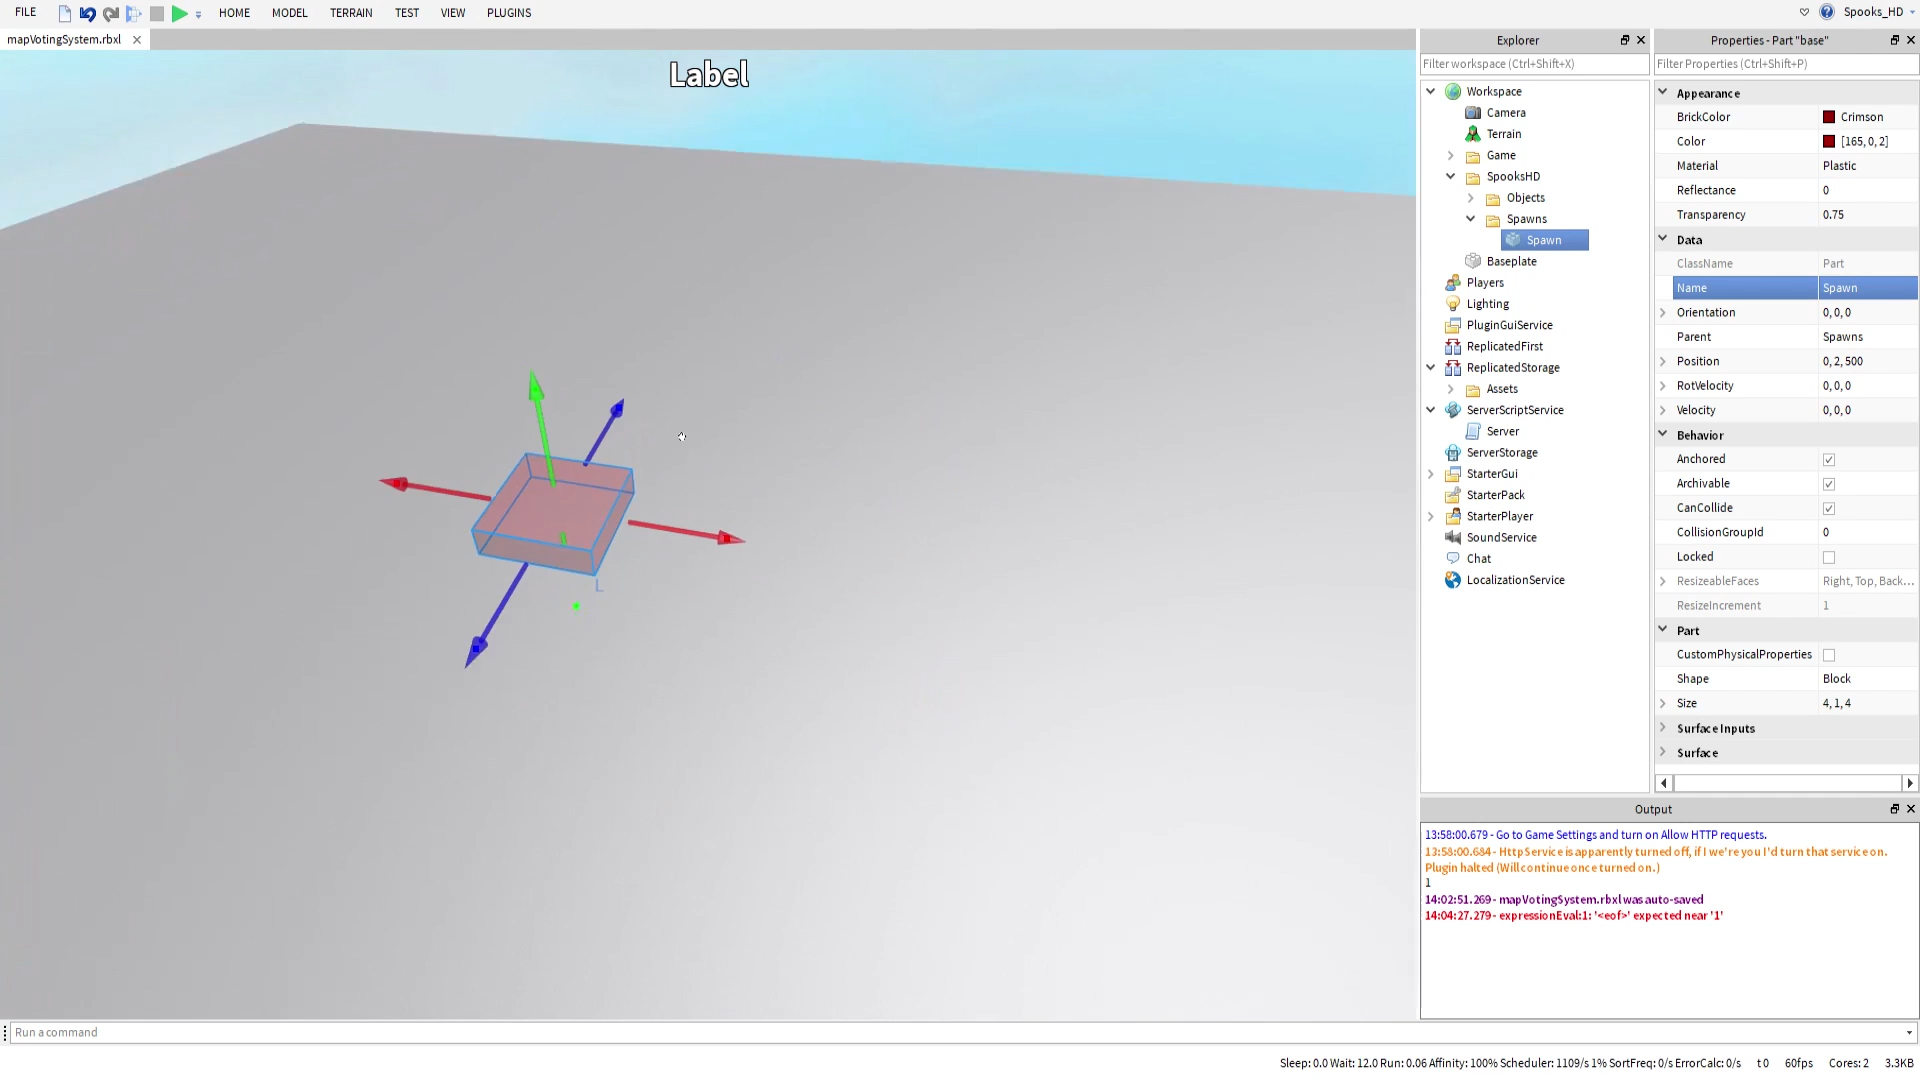 FILE HOME MODEL TERRAIN TEST VIEW PLUGINS Spooks_HD
mapVotingSystem.rbxl
Label
Explorer
Filter workspace (Ctrl+Shift+X)
Workspace
Camera
Terrain
Game
SpooksHD
Objects
Spawns
Spawn
Baseplate
Players
Lighting
PluginGuiService
ReplicatedFirst
ReplicatedStorage
Assets
ServerScriptService
Server
ServerStorage
StarterGui
StarterPack
StarterPlayer
SoundService
Chat
LocalizationService
Properties - Part "base"
Filter Properties (Ctrl+Shift+P)
Appearance
BrickColor Crimson
Color [165, 0, 2]
Material Plastic
Reflectance 0
Transparency 0.75
Data
ClassName Part
Name Spawn
Orientation 0, 0, 0
Parent Spawns
Position 0, 2, 500
RotVelocity 0, 0, 0
Velocity 0, 0, 0
Behavior
Anchored
Archivable
CanCollide
CollisionGroupId 0
Locked
ResizeableFaces Right, Top, Back...
ResizeIncrement 1
Part
CustomPhysicalProperties
Shape Block
Size 4, 1, 4
Surface Inputs
Surface
Output
13:58:00.679 - Go to Game Settings and turn on Allow HTTP requests.
13:58:00.684 - HttpService is apparently turned off, if I we're you I'd turn that service on.
Plugin halted (Will continue once turned on.)
1
14:02:51.269 - mapVotingSystem.rbxl was auto-saved
14:04:27.279 - expressionEval:1: '<eof>' expected near '1'
L
Run a command
Sleep: 0.0 Wait: 12.0 Run: 0.06 Affinity: 100% Scheduler: 1109/s 1% SortFreq: 0/s ErrorCalc: 0/s t 0 60fps Cores: 2 3.3KB